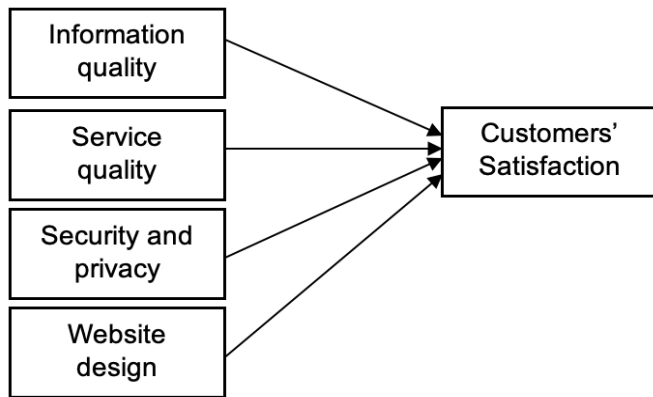 Information
quality
Service
quality
Security and
privacy
Website
design
Customers’
Satisfaction